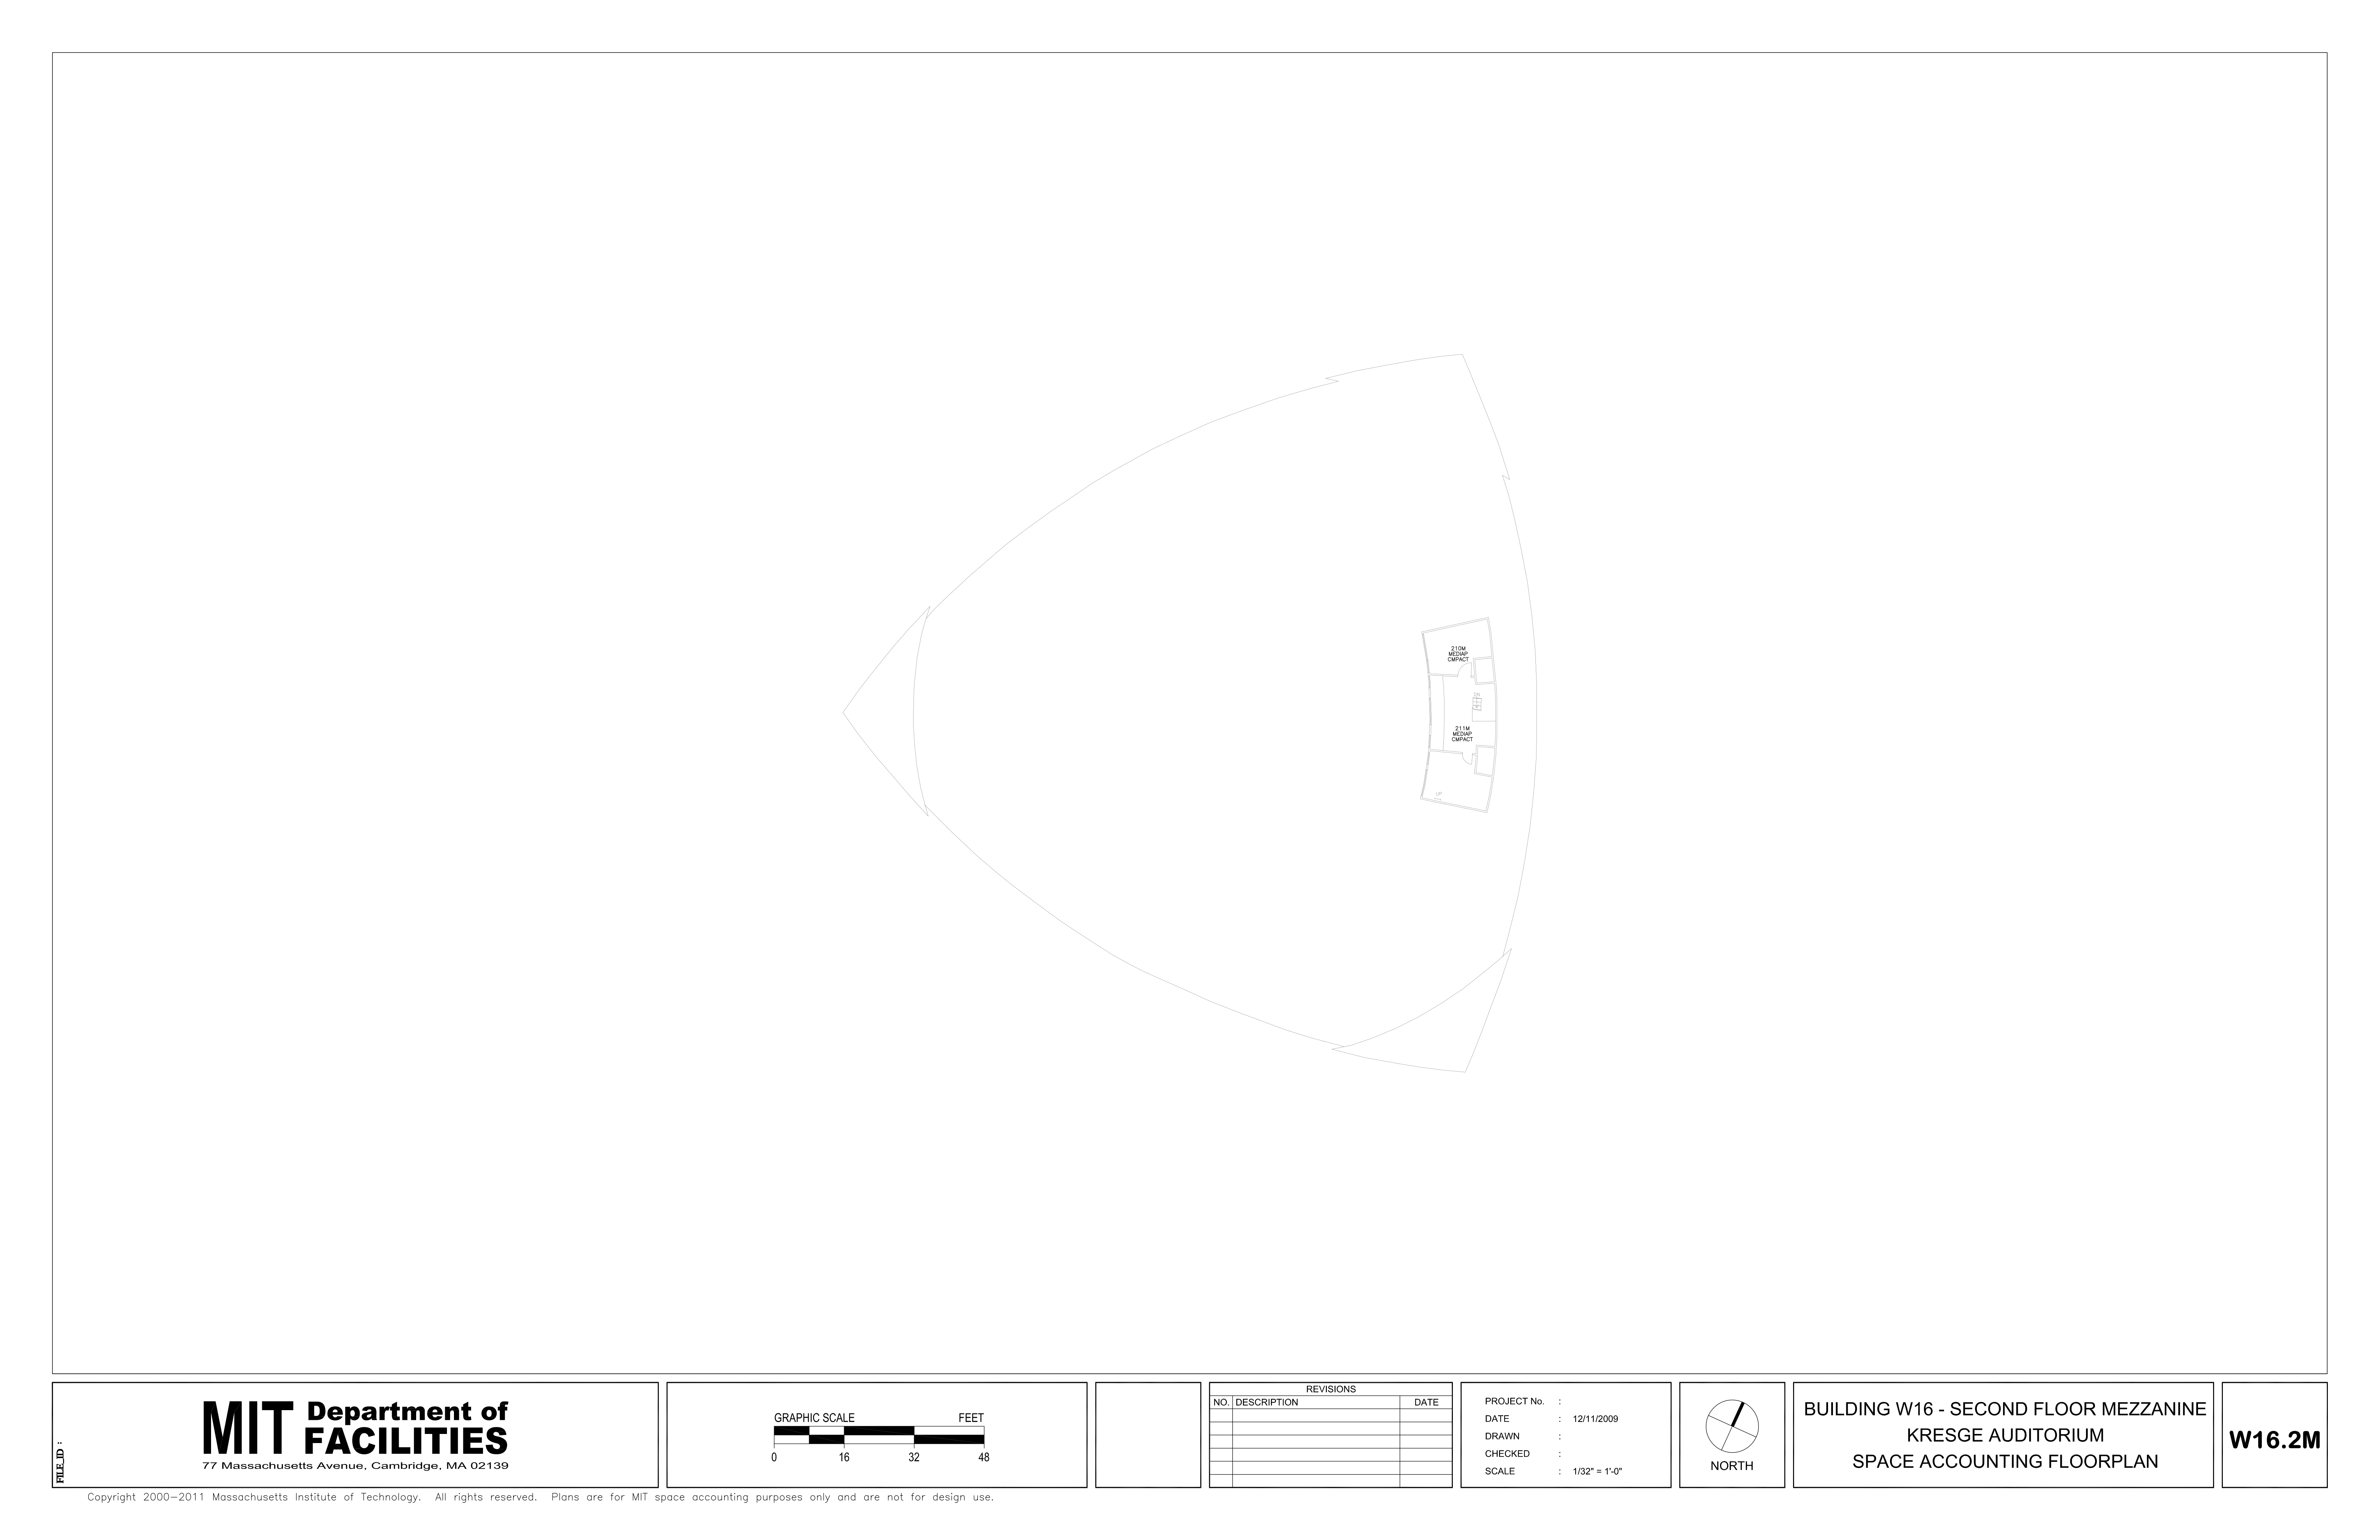 210M
MEDIAP
CMPACT
DN
211M
MEDIAP
CMPACT
UP
FILE_ID :
MIT Department of
FACILITIES
77 Massachusetts Avenue, Cambridge, MA 02139
GRAPHIC SCALE FEET
0 16 32 48
REVISIONS
NO. DESCRIPTION DATE
PROJECT No. :
DATE : 12/11/2009
DRAWN :
CHECKED :
SCALE : 1/32" = 1'-0"
NORTH
BUILDING W16 - SECOND FLOOR MEZZANINE
KRESGE AUDITORIUM
SPACE ACCOUNTING FLOORPLAN
W16.2M
Copyright 2000-2011 Massachusetts Institute of Technology. All rights reserved. Plans are for MIT space accounting purposes only and are not for design use.